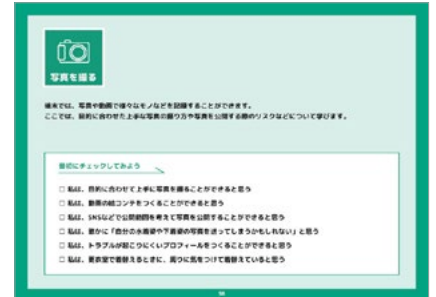 写真を撮る
端末では、写真や動画で様々なモノなどを記録することができます。
ここでは、目的に合わせた上手な写真の撮り方や写真を公開する際のリスクなどについて学びます。
最初にチェックしてみよう
□ 私は、目的に合わせて上手に写真を撮ることができると思う
□ 私は、動画の絵コンテをつくることができると思う
□ 私は、SNSなどで公開範囲を考えて写真を公開することができると思う
□ 私は、誰かに「自分の水着姿や下着姿の写真を送ってしまうかもしれない」と思う
□ 私は、トラブルが起こりにくいプロフィールをつくることができると思う
□ 私は、更衣室で着替えるときに、周りに気をつけて着替えていると思う